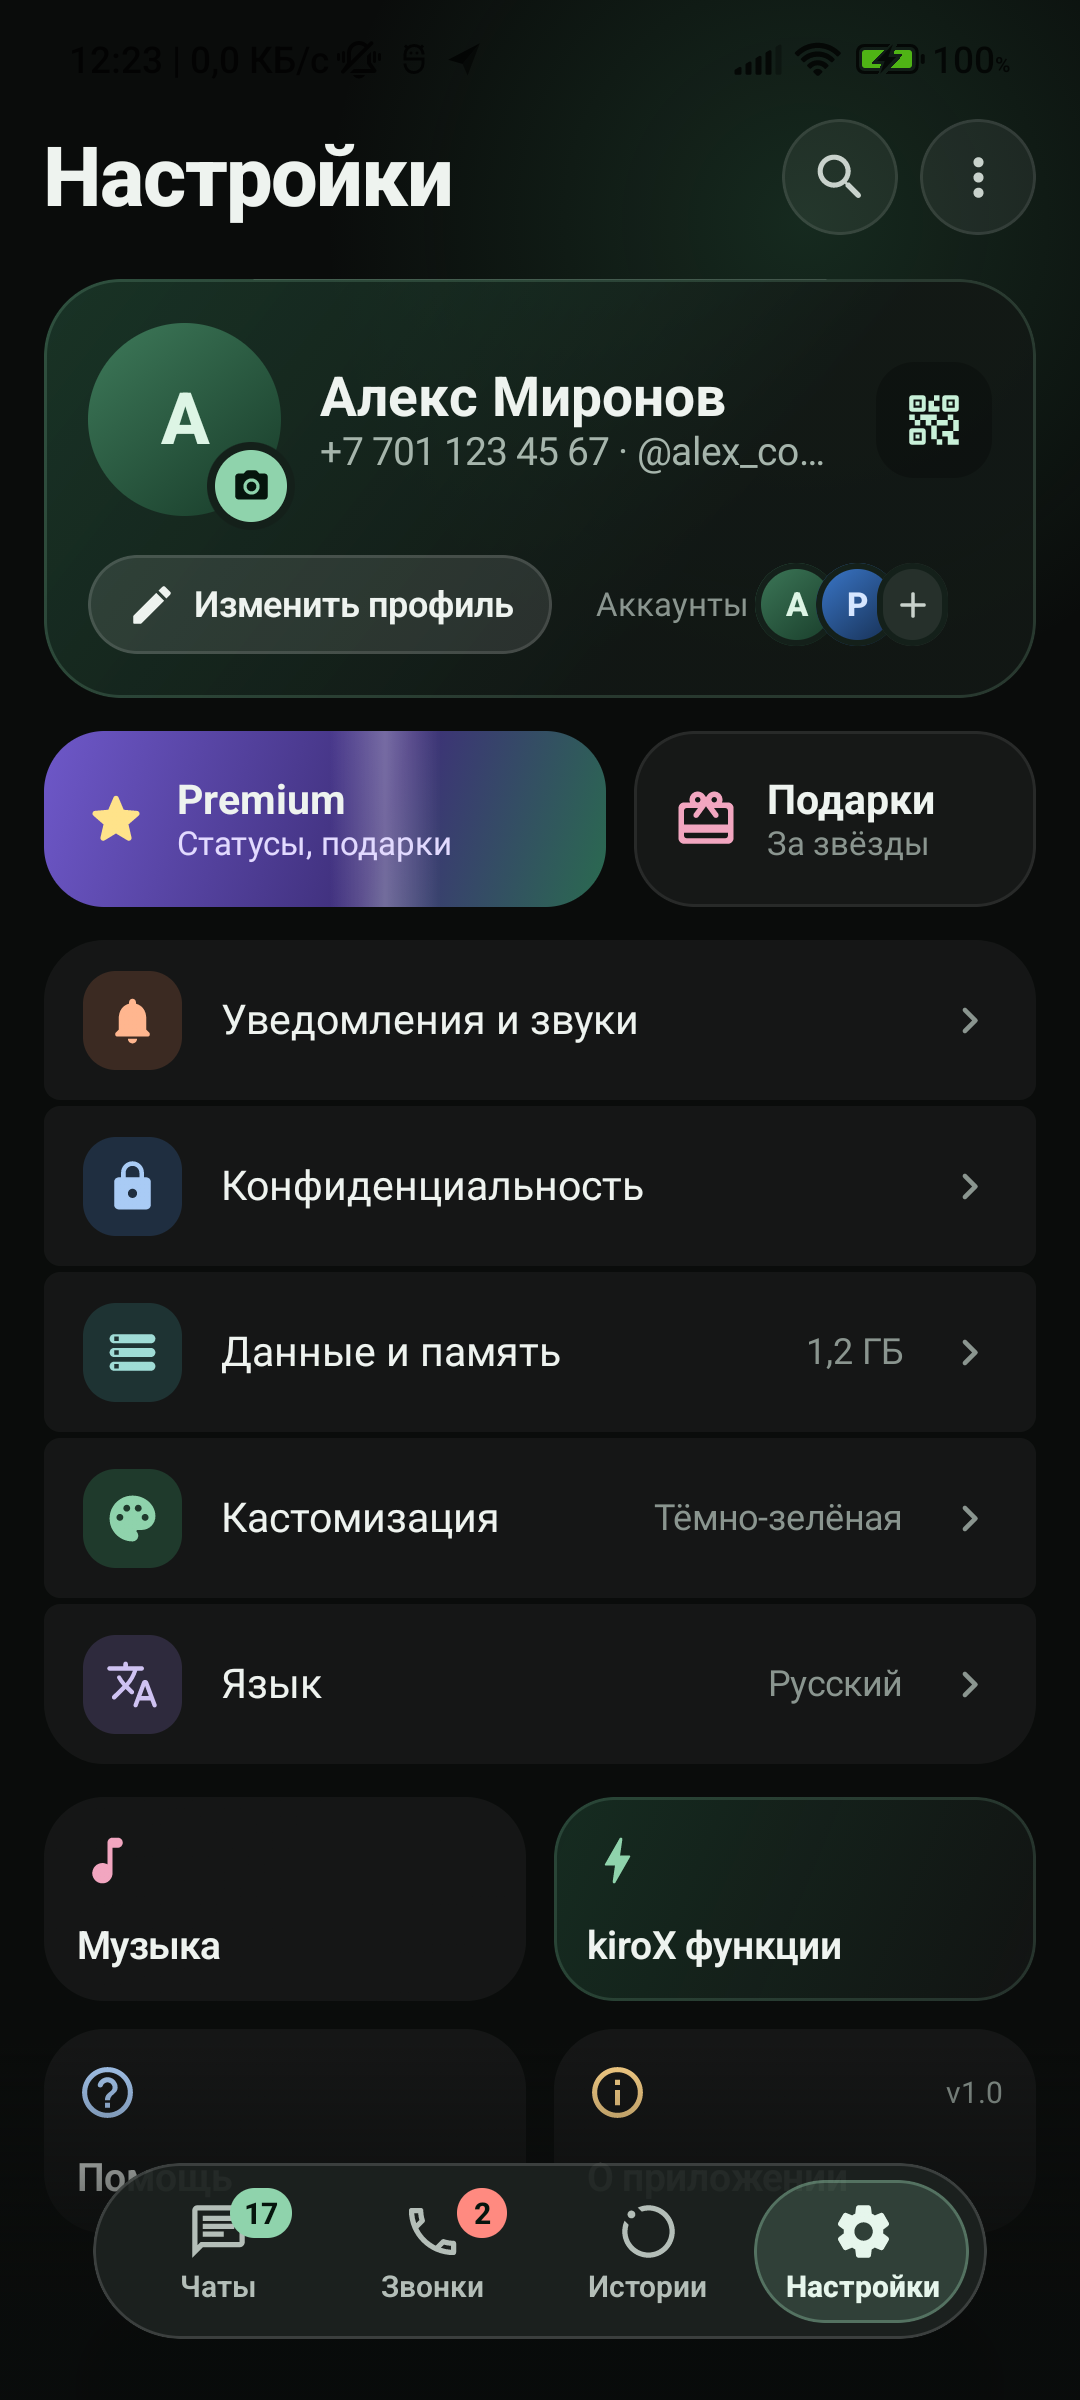 12:23 | 0,0 КБ/с
100%
Настройки
A
Алекс Миронов
+7 701 123 45 67 · @alex_co...
Изменить профиль
Аккаунты
A
P
Premium
Статусы, подарки
Подарки
За звёзды
Уведомления и звуки
Конфиденциальность
Данные и память
1,2 ГБ
Кастомизация
Тёмно-зелёная
Язык
Русский
Музыка
kiroX функции
v1.0
Помощь
О приложении
17
2
Чаты
Звонки
Истории
Настройки